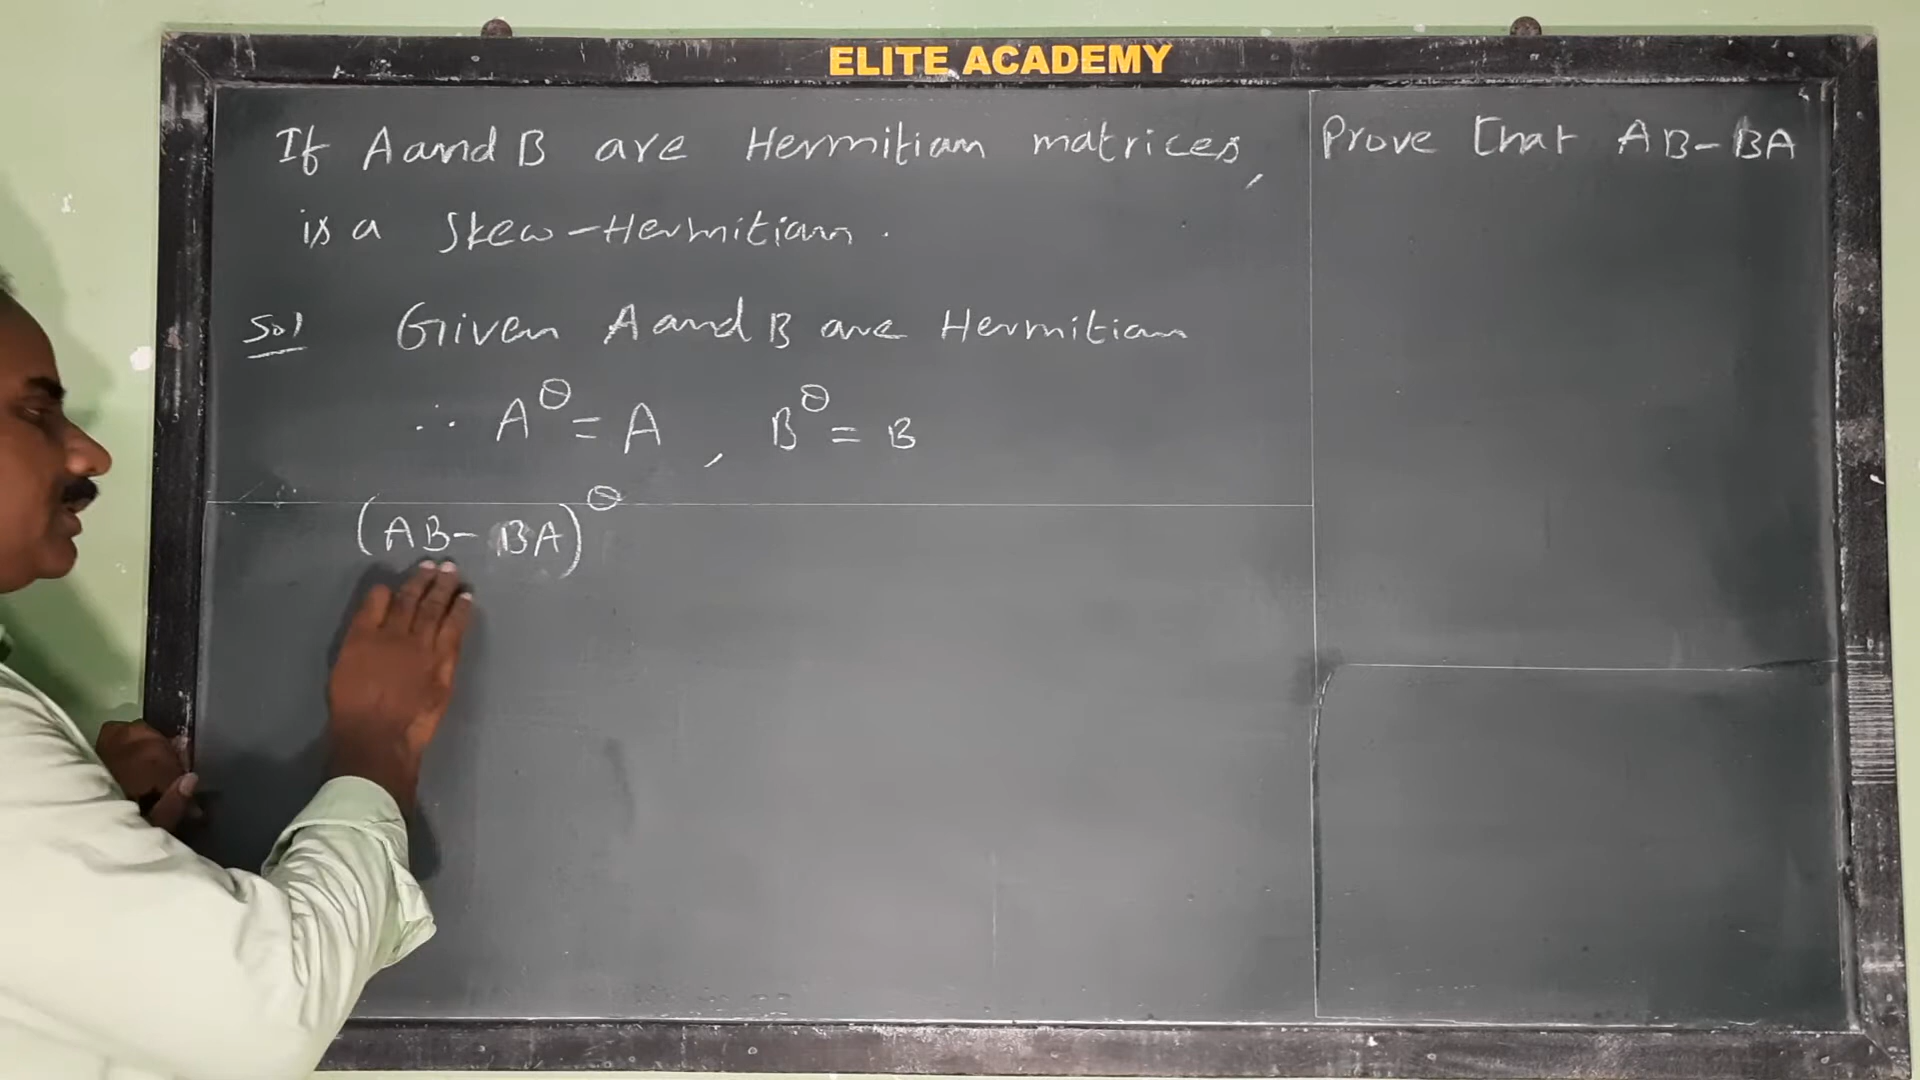 ELITE ACADEMY
If A and B are Hermitian matrices, Prove that AB-BA
is a Skew-Hermitian.
Sol Given A and B are Hermitian
∴ A^Θ = A , B^Θ = B
(AB- BA)^Θ